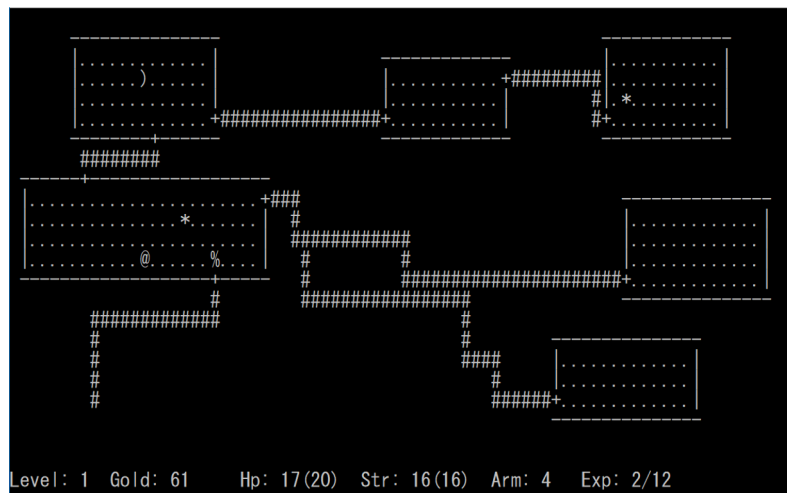 ---------------                                      -------------
      |.............|                -------------         |...........|
      |......)......|                |...........+#########|...........|
      |.............|                |...........|        #|.*.........|
      |.............+################+...........|        #+...........|
      --------+------                -------------         -------------
       ########
 ------+------------------
 |.......................+###                                ---------------
 |...............*.......|  #                                |.............|
 |.......................|  ############                     |.............|
 |...........@......%....|   #         #                     |.............|
 -------------------+-----   #         ######################+.............|
                    #        #################               ---------------
        #############                        #
        #                                    #        ---------------
        #                                    ####     |.............|
        #                                       #     |.............|
        #                                       ######+.............|
                                                      ---------------
Level: 1  Gold: 61     Hp: 17(20)  Str: 16(16)  Arm: 4   Exp: 2/12